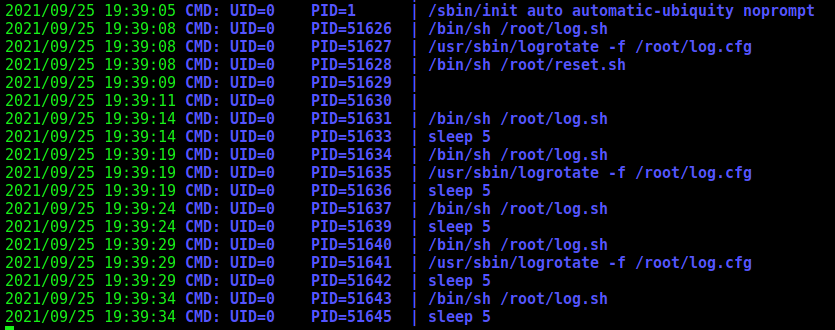 2021/09/25 19:39:05 CMD: UID=0    PID=1      | /sbin/init auto automatic-ubiquity noprompt
2021/09/25 19:39:08 CMD: UID=0    PID=51626  | /bin/sh /root/log.sh
2021/09/25 19:39:08 CMD: UID=0    PID=51627  | /usr/sbin/logrotate -f /root/log.cfg
2021/09/25 19:39:08 CMD: UID=0    PID=51628  | /bin/sh /root/reset.sh
2021/09/25 19:39:09 CMD: UID=0    PID=51629  |
2021/09/25 19:39:11 CMD: UID=0    PID=51630  |
2021/09/25 19:39:14 CMD: UID=0    PID=51631  | /bin/sh /root/log.sh
2021/09/25 19:39:14 CMD: UID=0    PID=51633  | sleep 5
2021/09/25 19:39:19 CMD: UID=0    PID=51634  | /bin/sh /root/log.sh
2021/09/25 19:39:19 CMD: UID=0    PID=51635  | /usr/sbin/logrotate -f /root/log.cfg
2021/09/25 19:39:19 CMD: UID=0    PID=51636  | sleep 5
2021/09/25 19:39:24 CMD: UID=0    PID=51637  | /bin/sh /root/log.sh
2021/09/25 19:39:24 CMD: UID=0    PID=51639  | sleep 5
2021/09/25 19:39:29 CMD: UID=0    PID=51640  | /bin/sh /root/log.sh
2021/09/25 19:39:29 CMD: UID=0    PID=51641  | /usr/sbin/logrotate -f /root/log.cfg
2021/09/25 19:39:29 CMD: UID=0    PID=51642  | sleep 5
2021/09/25 19:39:34 CMD: UID=0    PID=51643  | /bin/sh /root/log.sh
2021/09/25 19:39:34 CMD: UID=0    PID=51645  | sleep 5